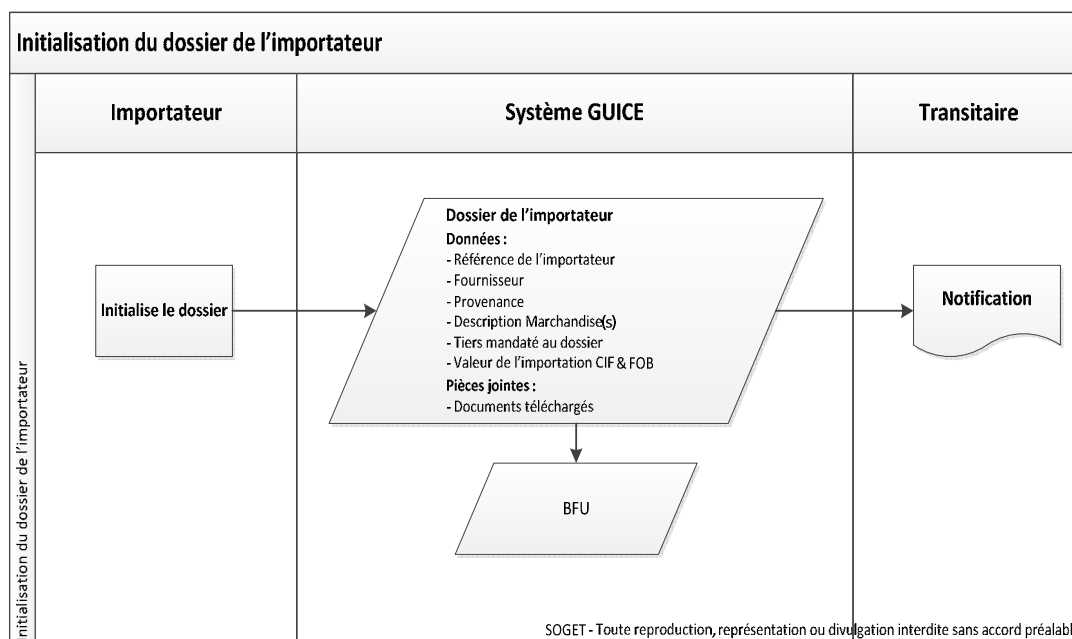 Initialisation du dossier de l'importateur
Importateur
Système GUICE
Transitaire
Initialisation du dossier de l'importateur
Initialise le dossier
Dossier de l'importateur
Données :
- Référence de l'importateur
- Fournisseur
- Provenance
- Description Marchandise(s)
- Tiers mandaté au dossier
- Valeur de l'importation CIF & FOB
Pièces jointes :
- Documents téléchargés
Notification
BFU
SOGET - Toute reproduction, représentation ou divulgation interdite sans accord préalabl